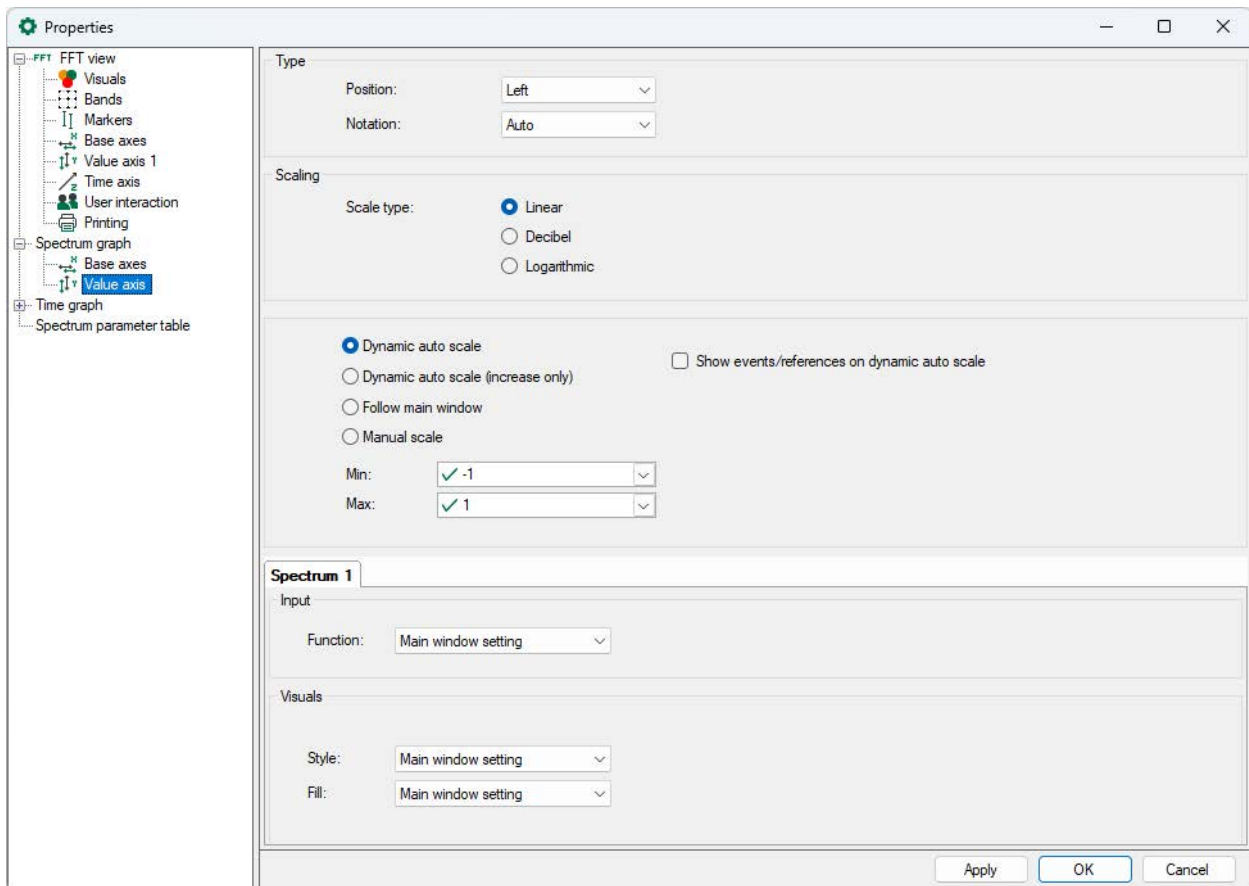 Properties
FFT FFT view
Visuals
Bands
Markers
X Base axes
Y Value axis 1
Z Time axis
User interaction
Printing
Spectrum graph
X Base axes
Y Value axis
Time graph
Spectrum parameter table
Type
Position: Left
Notation: Auto
Scaling
Scale type: Linear
Decibel
Logarithmic
Dynamic auto scale
Show events/references on dynamic auto scale
Dynamic auto scale (increase only)
Follow main window
Manual scale
Min: -1
Max: 1
Spectrum 1
Input
Function: Main window setting
Visuals
Style: Main window setting
Fill: Main window setting
Apply OK Cancel